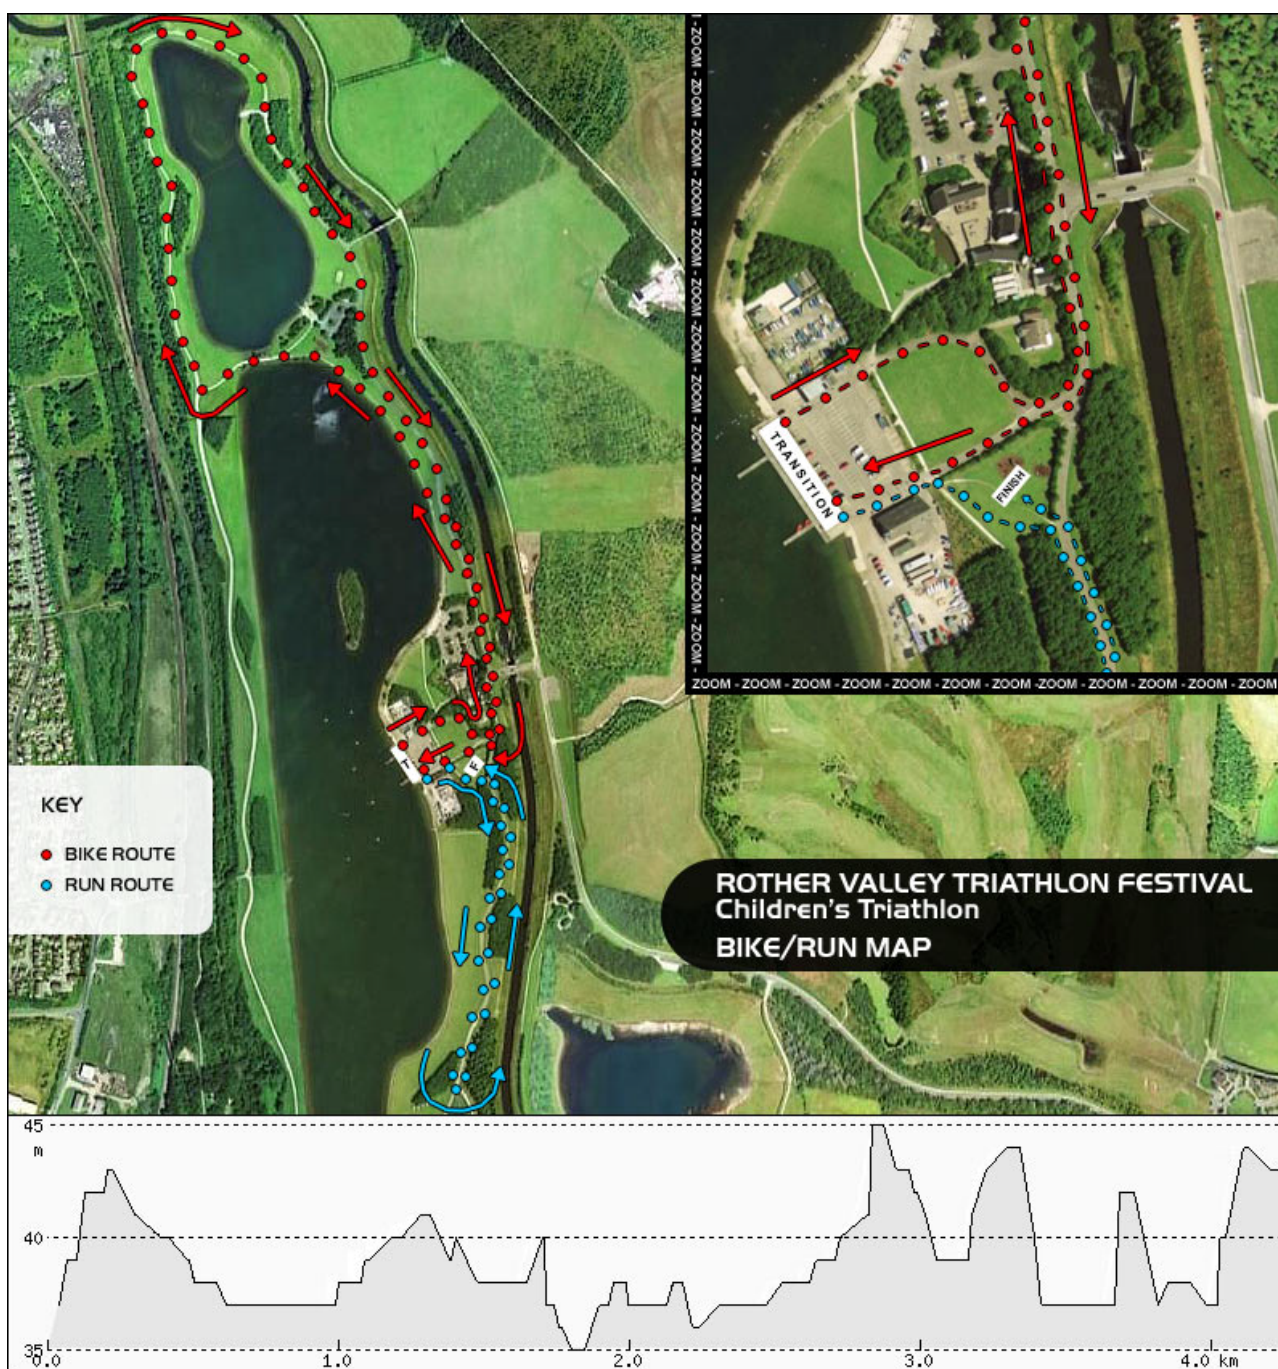 ZOOM - ZOOM - ZOOM - ZOOM - ZOOM - ZOOM - ZOOM - ZOOM - ZOOM - ZOOM - ZOOM - ZOOM - ZOOM -
TRANSITION
FINISH
ZOOM - ZOOM - ZOOM - ZOOM - ZOOM - ZOOM - ZOOM - ZOOM - ZOOM - ZOOM - ZOOM - ZOOM
T
F
KEY
BIKE ROUTE
RUN ROUTE
ROTHER VALLEY TRIATHLON FESTIVAL
Children's Triathlon
BIKE/RUN MAP
45
m
40
35
0.0 1.0 2.0 3.0 4.0 km